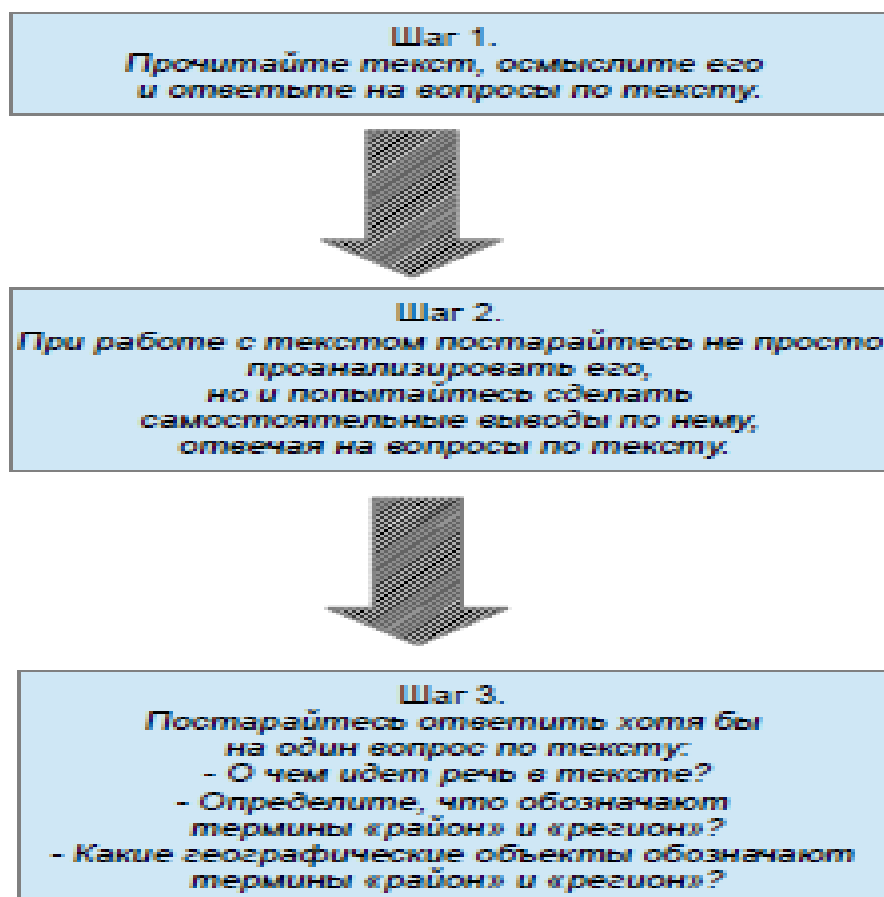 Шаг 1.
Прочитайте текст, осмыслите его
и ответьте на вопросы по тексту.
Шаг 2.
При работе с текстом постарайтесь не просто
проанализировать его,
но и попытайтесь сделать
самостоятельные выводы по нему,
отвечая на вопросы по тексту.
Шаг 3.
Постарайтесь ответить хотя бы
на один вопрос по тексту:
- О чем идет речь в тексте?
- Определите, что обозначают
термины «район» и «регион»?
- Какие географические объекты обозначают
термины «район» и «регион»?